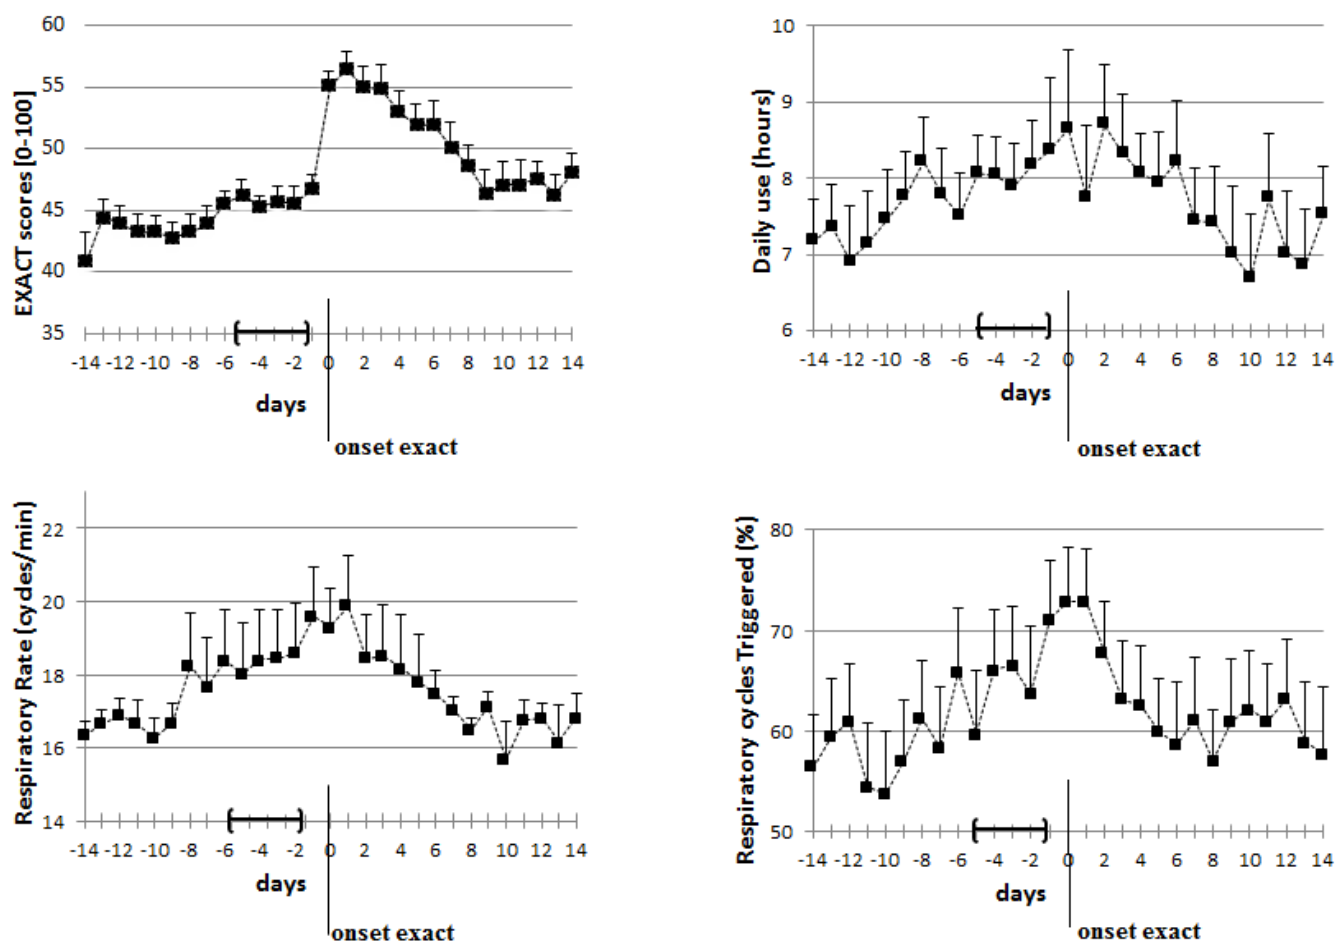 EXACT scores [0-100]
60
55
50
45
40
35
-14 -12 -10 -8 -6 -4 -2 0 2 4 6 8 10 12 14
days
onset exact
Daily use (hours)
10
9
8
7
6
-14 -12 -10 -8 -6 -4 -2 0 2 4 6 8 10 12 14
days
onset exact
Respiratory Rate (cycles/min)
22
20
18
16
14
-14 -12 -10 -8 -6 -4 -2 0 2 4 6 8 10 12 14
days
onset exact
Respiratory cycles Triggered (%)
80
70
60
50
-14 -12 -10 -8 -6 -4 -2 0 2 4 6 8 10 12 14
days
onset exact